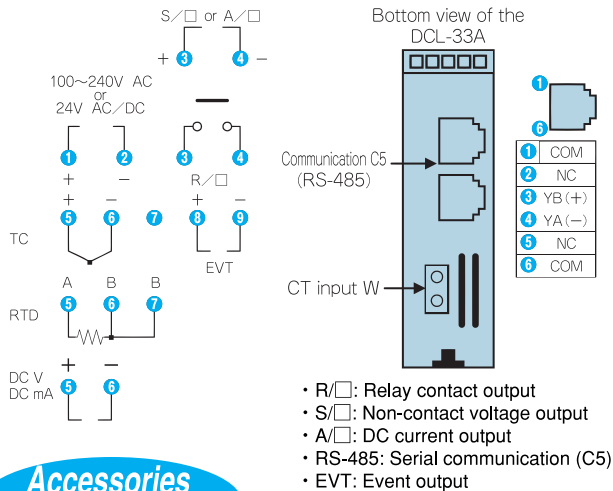 S/□ or A/□
+ 3 4 −
100～240V AC
or
24V AC/DC
1 2
+ −
3 4
R/□
TC
+ −
5 6 7
+ −
8 9
EVT
RTD
A B B
5 6 7
DC V
DC mA
+ −
5 6
Accessories
Bottom view of the
DCL-33A
Communication C5
(RS-485)
CT input W
1
6
1 COM
2 NC
3 YB(+)
4 YA(−)
5 NC
6 COM
・R/□: Relay contact output
・S/□: Non-contact voltage output
・A/□: DC current output
・RS-485: Serial communication (C5)
・EVT: Event output